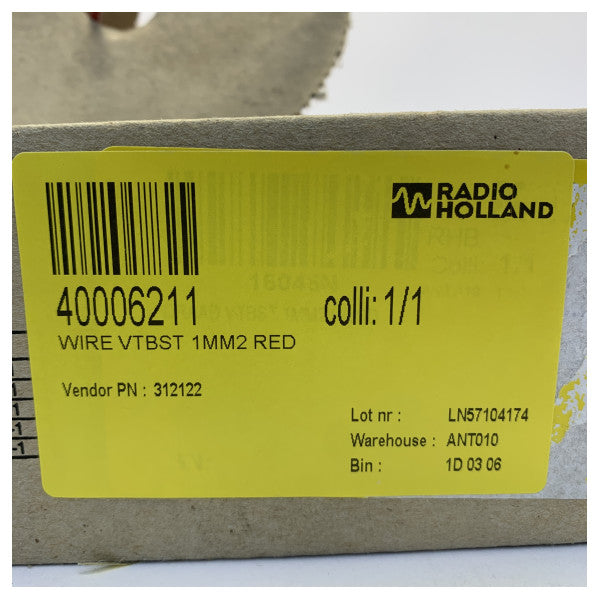 RADIO
HOLLAND
40006211 colli: 1/1
WIRE VTBST 1MM2 RED
Vendor PN : 312122
Lot nr : LN57104174
Warehouse : ANT010
Bin : 1D 03 06